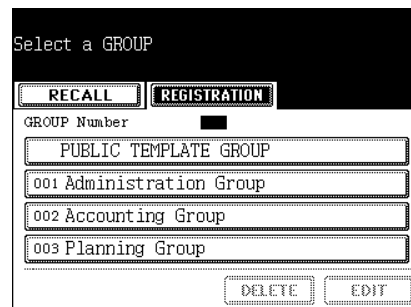 Select a GROUP
RECALL REGISTRATION
GROUP Number
PUBLIC TEMPLATE GROUP
001 Administration Group
002 Accounting Group
003 Planning Group
DELETE EDIT